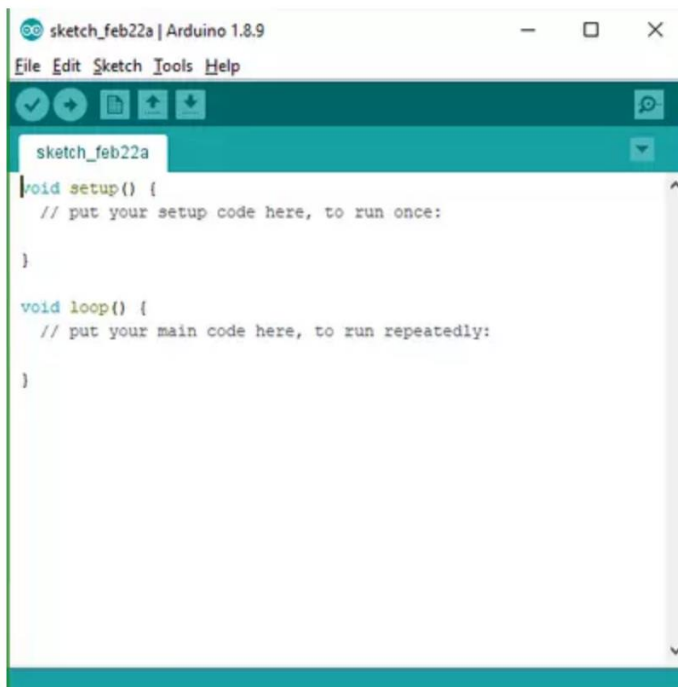 sketch_feb22a | Arduino 1.8.9
File Edit Sketch Tools Help
sketch_feb22a
void setup() {
  // put your setup code here, to run once:
}
void loop() {
  // put your main code here, to run repeatedly:
}